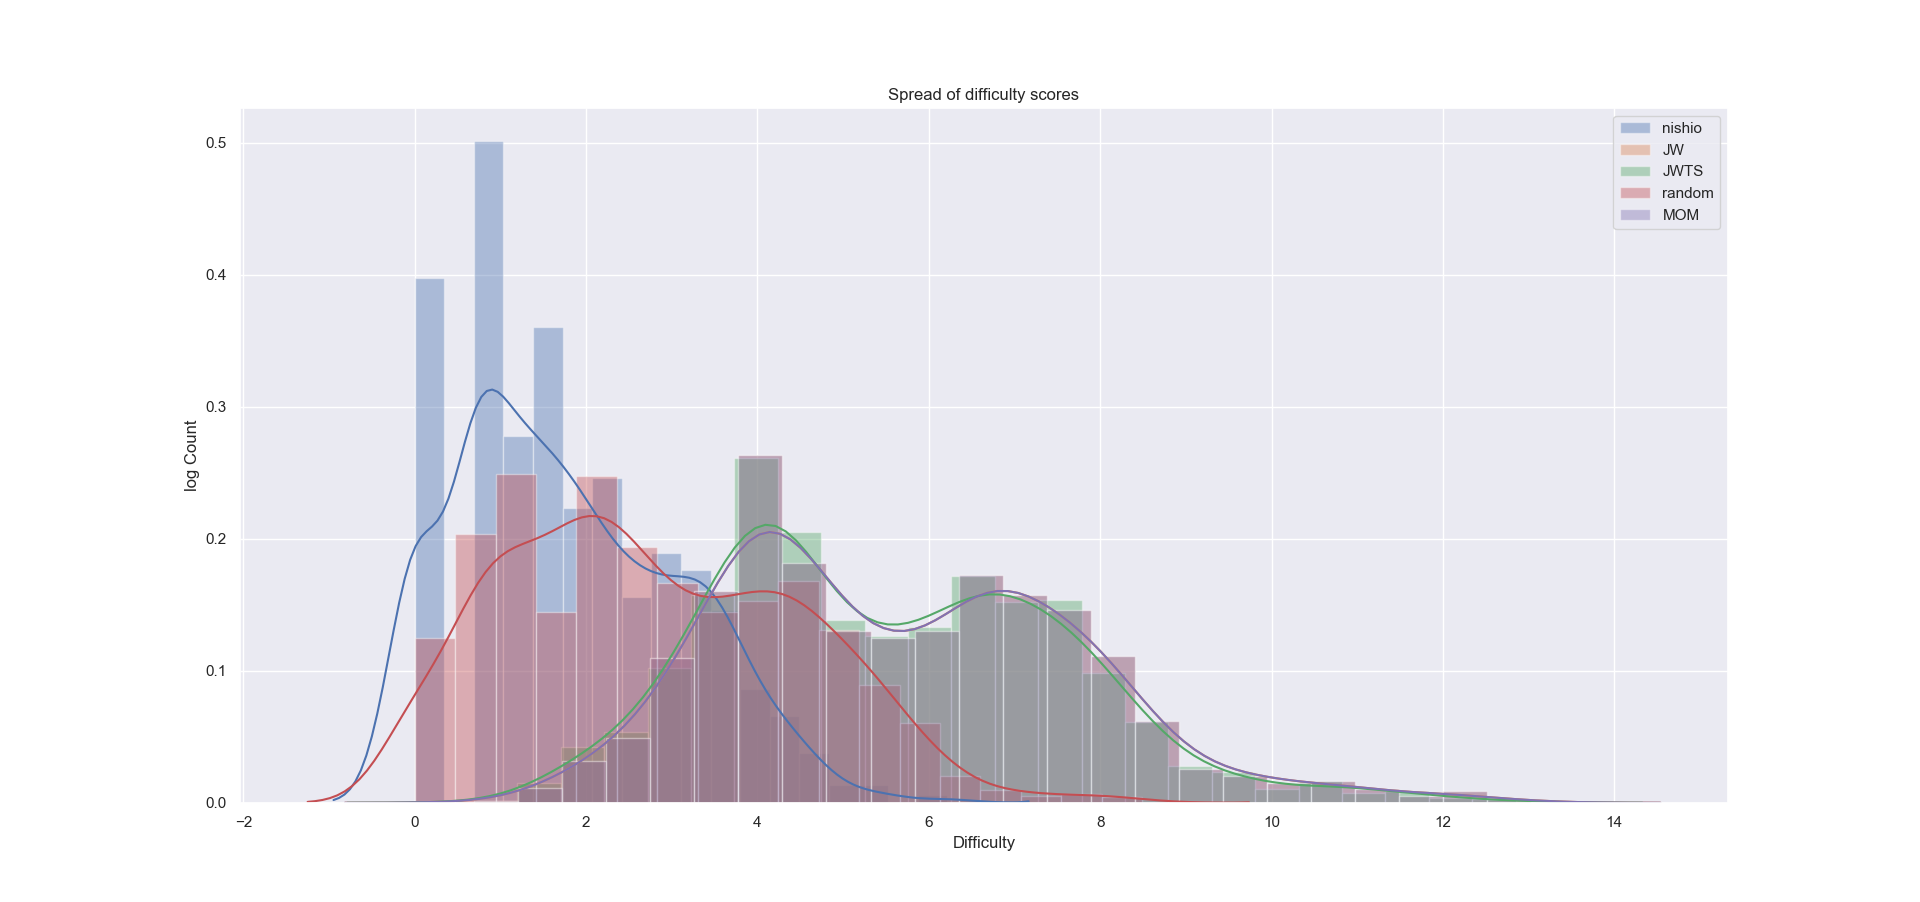 Spread of difficulty scores
nishio
JW
JWTS
random
MOM
log Count
0.5
0.4
0.3
0.2
0.1
0.0
−2 0 2 4 6 8 10 12 14
Difficulty